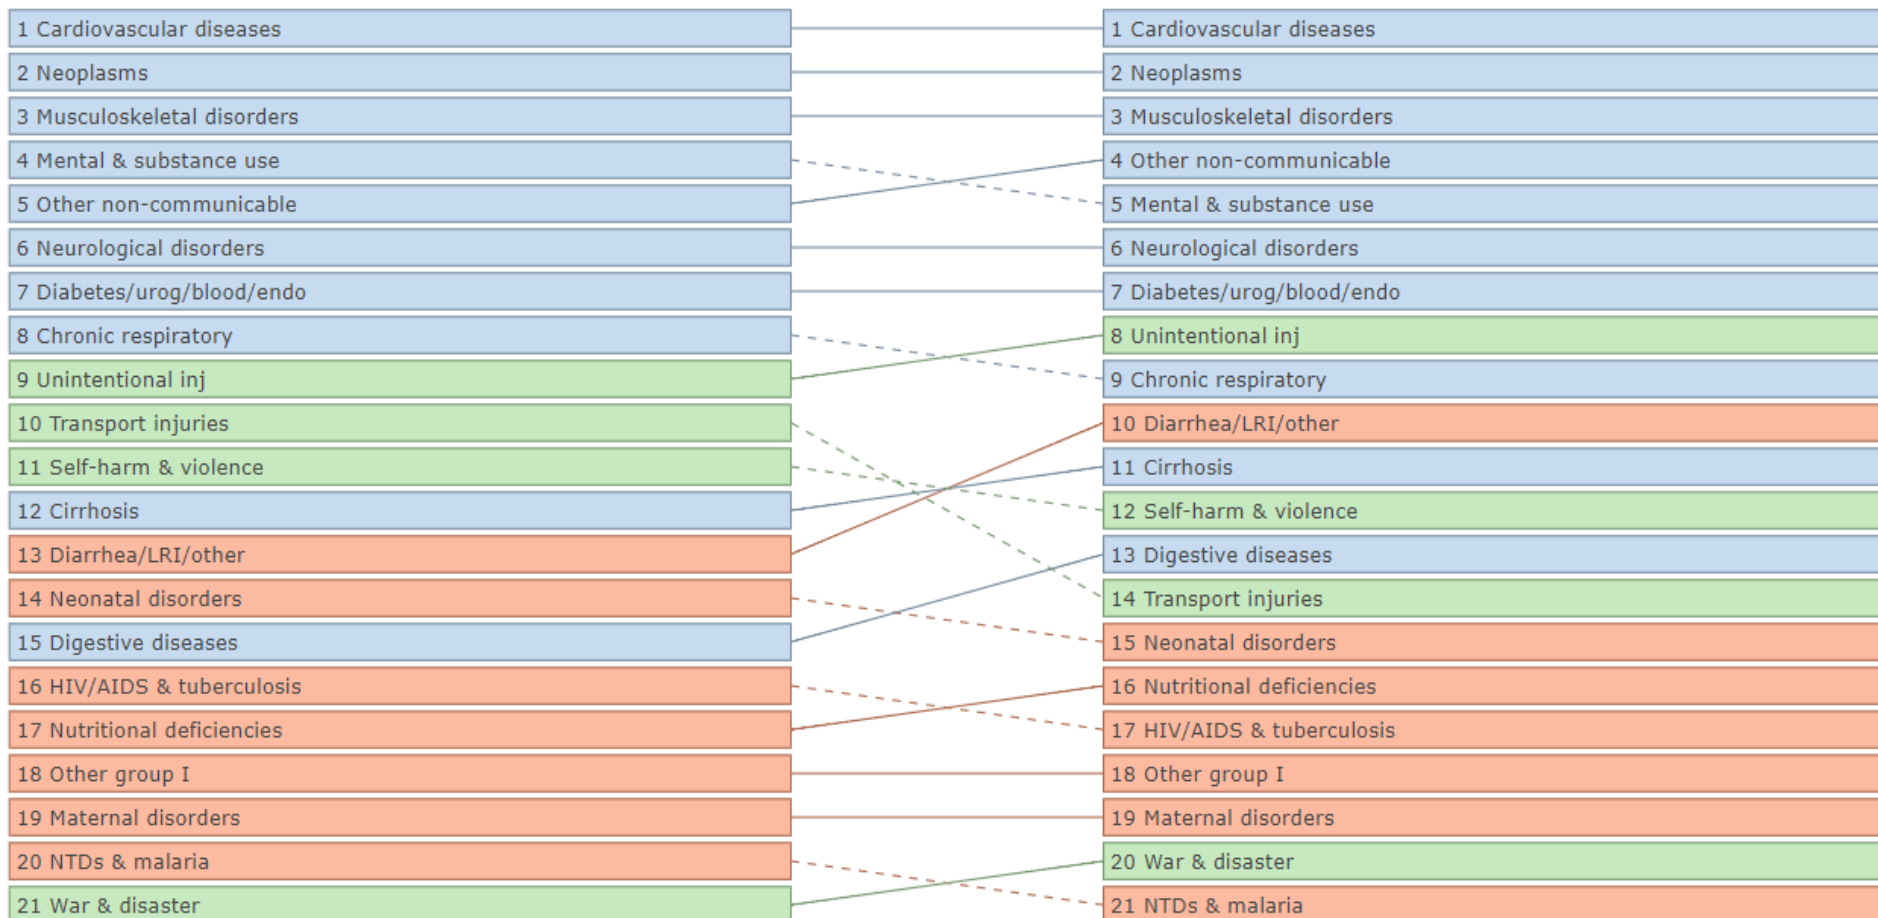 1 Cardiovascular diseases
2 Neoplasms
3 Musculoskeletal disorders
4 Mental & substance use
5 Other non-communicable
6 Neurological disorders
7 Diabetes/urog/blood/endo
8 Chronic respiratory
9 Unintentional inj
10 Transport injuries
11 Self-harm & violence
12 Cirrhosis
13 Diarrhea/LRI/other
14 Neonatal disorders
15 Digestive diseases
16 HIV/AIDS & tuberculosis
17 Nutritional deficiencies
18 Other group I
19 Maternal disorders
20 NTDs & malaria
21 War & disaster
1 Cardiovascular diseases
2 Neoplasms
3 Musculoskeletal disorders
4 Other non-communicable
5 Mental & substance use
6 Neurological disorders
7 Diabetes/urog/blood/endo
8 Unintentional inj
9 Chronic respiratory
10 Diarrhea/LRI/other
11 Cirrhosis
12 Self-harm & violence
13 Digestive diseases
14 Transport injuries
15 Neonatal disorders
16 Nutritional deficiencies
17 HIV/AIDS & tuberculosis
18 Other group I
19 Maternal disorders
20 War & disaster
21 NTDs & malaria